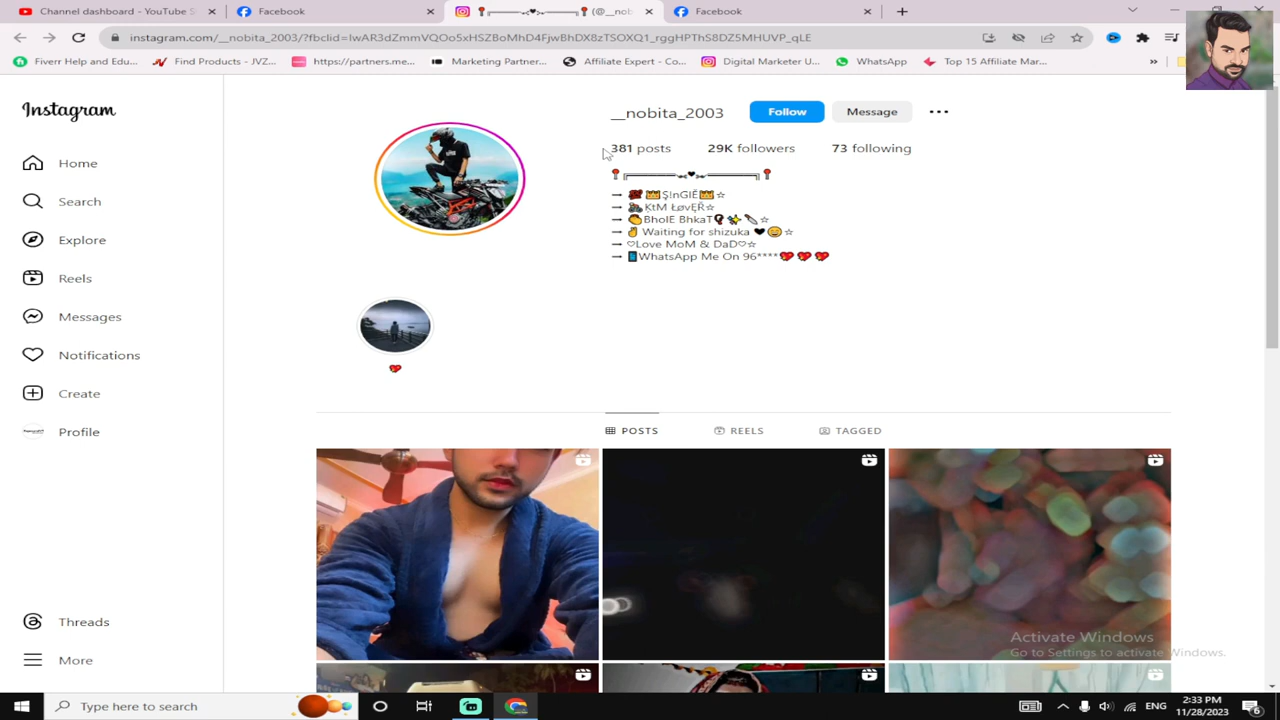 Channel dashboard - YouTube S
Facebook
(@__nob
Facebook
instagram.com/__nobita_2003/?fbclid=IwAR3dZmmVQOo5xHSZBoMhD4FjwBhDX8zTSOXQ1_rggHPThS8DZ5MHUVP_qLE
Fiverr Help and Edu...
Find Products - JVZ...
https://partners.me...
Marketing Partner...
Affiliate Expert - Co...
Digital Marketer U...
WhatsApp
Top 15 Affiliate Mar...
Instagram
__nobita_2003
Follow
Message
381 posts
29K followers
73 following
📍╔════━━❤━━════╗📍
→ 🌹👑Ş!nGlĔ👑☆
→ 🏍ĶtM ŁøvĘŘ☆
→ 👏BholE BhkaT❓✨🔪☆
→ ✌ Waiting for shizuka ❤😄☆
→ ♡Love MoM & DaD♡☆
→ 📱WhatsApp Me On 96****💖💖💖
Home
Search
Explore
Reels
Messages
Notifications
Create
Profile
Threads
More
POSTS
REELS
TAGGED
Activate Windows
Go to Settings to activate Windows.
Type here to search
ENG
2:33 PM
11/28/2023
6